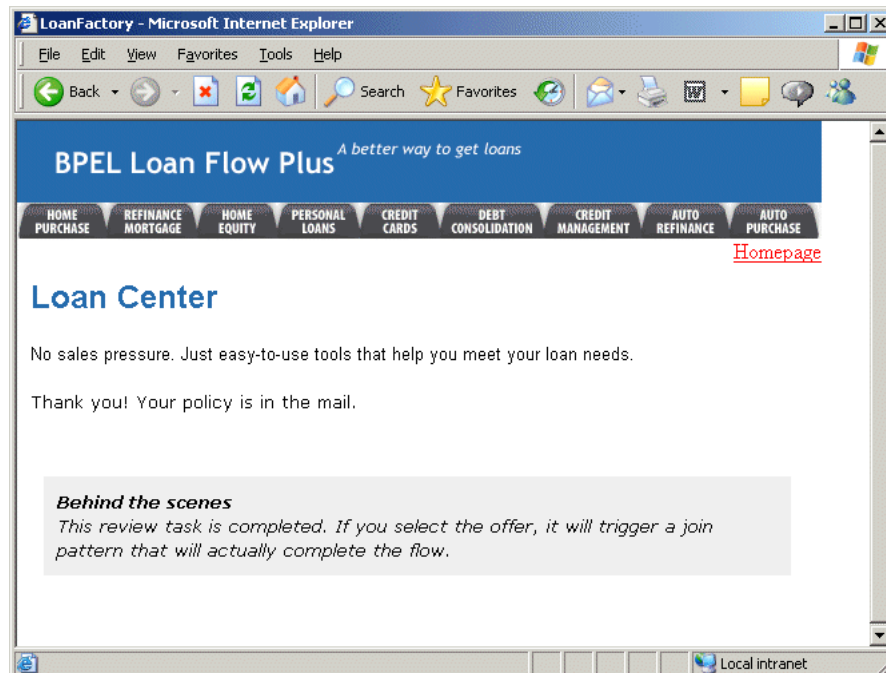 LoanFactory - Microsoft Internet Explorer
File Edit View Favorites Tools Help
Back Search Favorites
W
BPEL Loan Flow Plus A better way to get loans
HOME PURCHASE REFINANCE MORTGAGE HOME EQUITY PERSONAL LOANS CREDIT CARDS DEBT CONSOLIDATION CREDIT MANAGEMENT AUTO REFINANCE AUTO PURCHASE
Homepage
Loan Center
No sales pressure. Just easy-to-use tools that help you meet your loan needs.
Thank you! Your policy is in the mail.
Behind the scenes
This review task is completed. If you select the offer, it will trigger a join
pattern that will actually complete the flow.
Local intranet